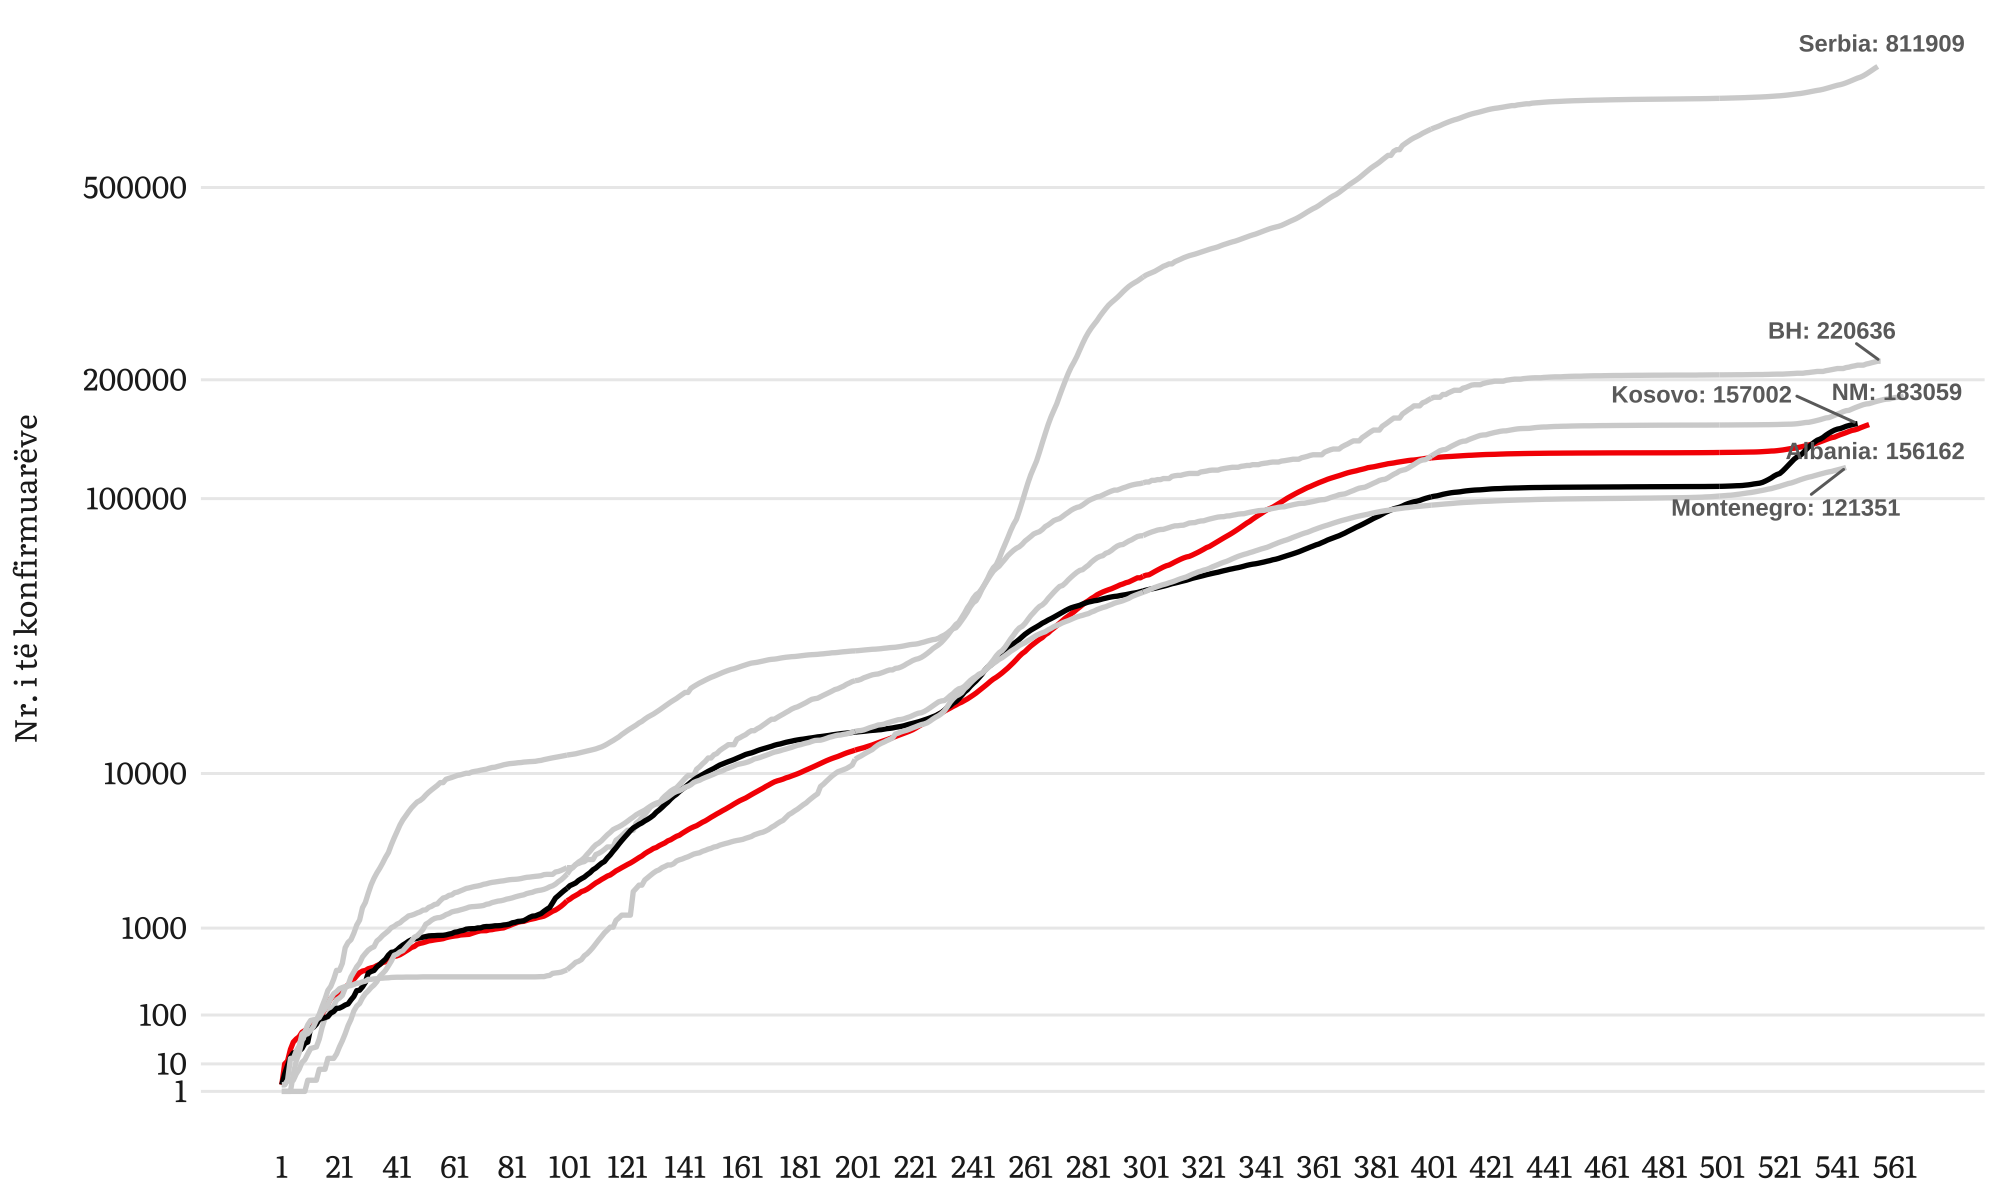 Serbia: 811909
500000
BH: 220636
200000
Kosovo: 157002
NM: 183059
Albania: 156162
100000
Montenegro: 121351
Nr. i të konfirmuarëve
10000
1000
100
10
1
1 21 41 61 81 101 121 141 161 181 201 221 241 261 281 301 321 341 361 381 401 421 441 461 481 501 521 541 561